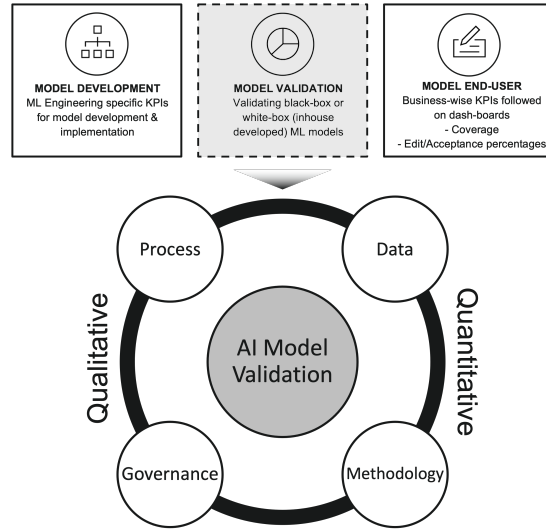 MODEL DEVELOPMENT
ML Engineering specific KPIs
for model development &
implementation
MODEL VALIDATION
Validating black-box or
white-box (inhouse
developed) ML models
MODEL END-USER
Business-wise KPIs followed
on dash-boards
- Coverage
- Edit/Acceptance percentages
Process
Data
Qualitative
AI Model
Validation
Quantitative
Governance
Methodology